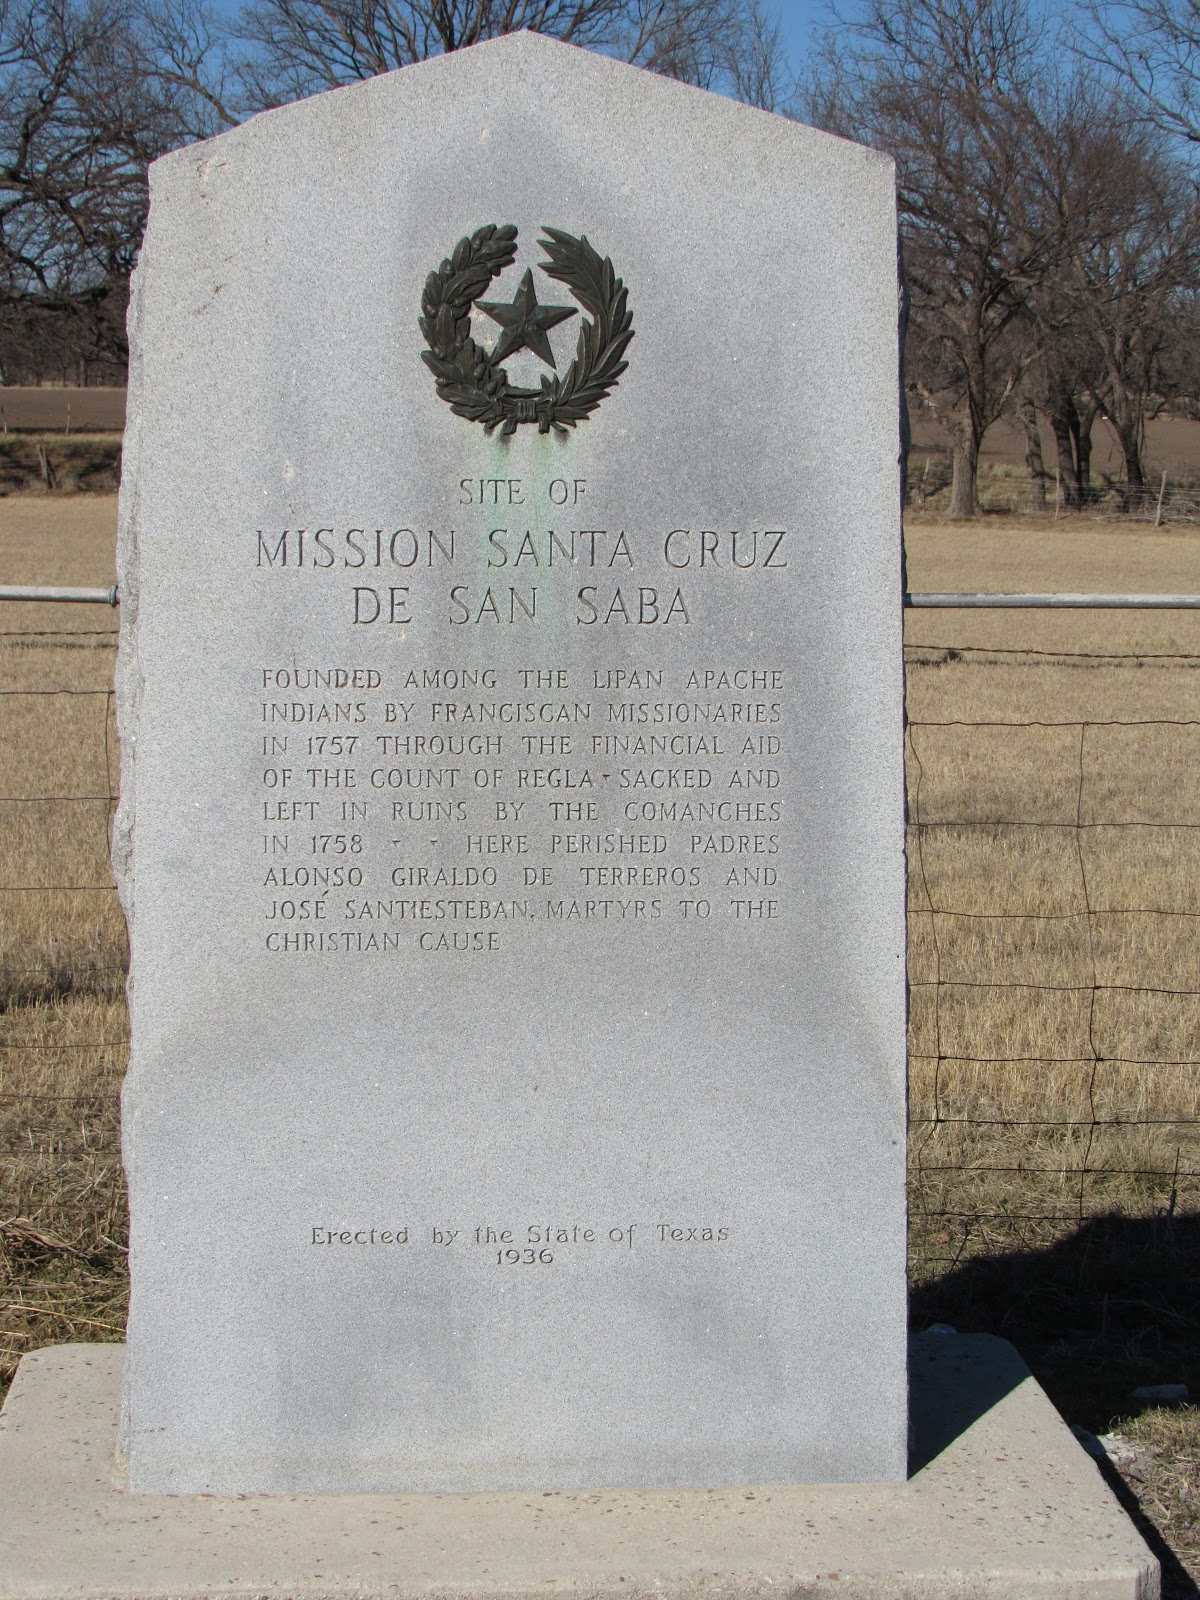 SITE OF
MISSION SANTA CRUZ
DE SAN SABA
FOUNDED AMONG THE LIPAN APACHE
INDIANS BY FRANCISCAN MISSIONARIES
IN 1757 THROUGH THE FINANCIAL AID
OF THE COUNT OF REGLA - SACKED AND
LEFT IN RUINS BY THE COMANCHES
IN 1758 - - HERE PERISHED PADRES
ALONSO GIRALDO DE TERREROS AND
JOSÉ SANTIESTEBAN, MARTYRS TO THE
CHRISTIAN CAUSE
Erected by the State of Texas
1936